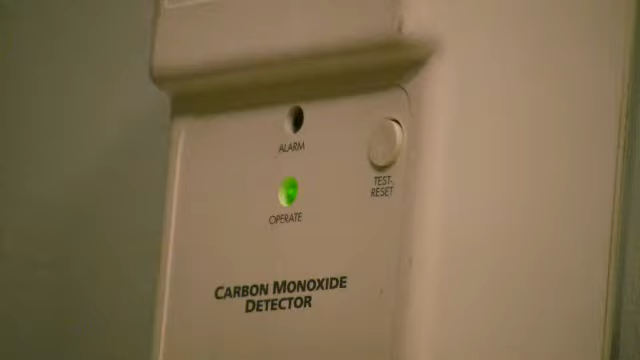 ALARM
TEST-
RESET
OPERATE
CARBON MONOXIDE
DETECTOR